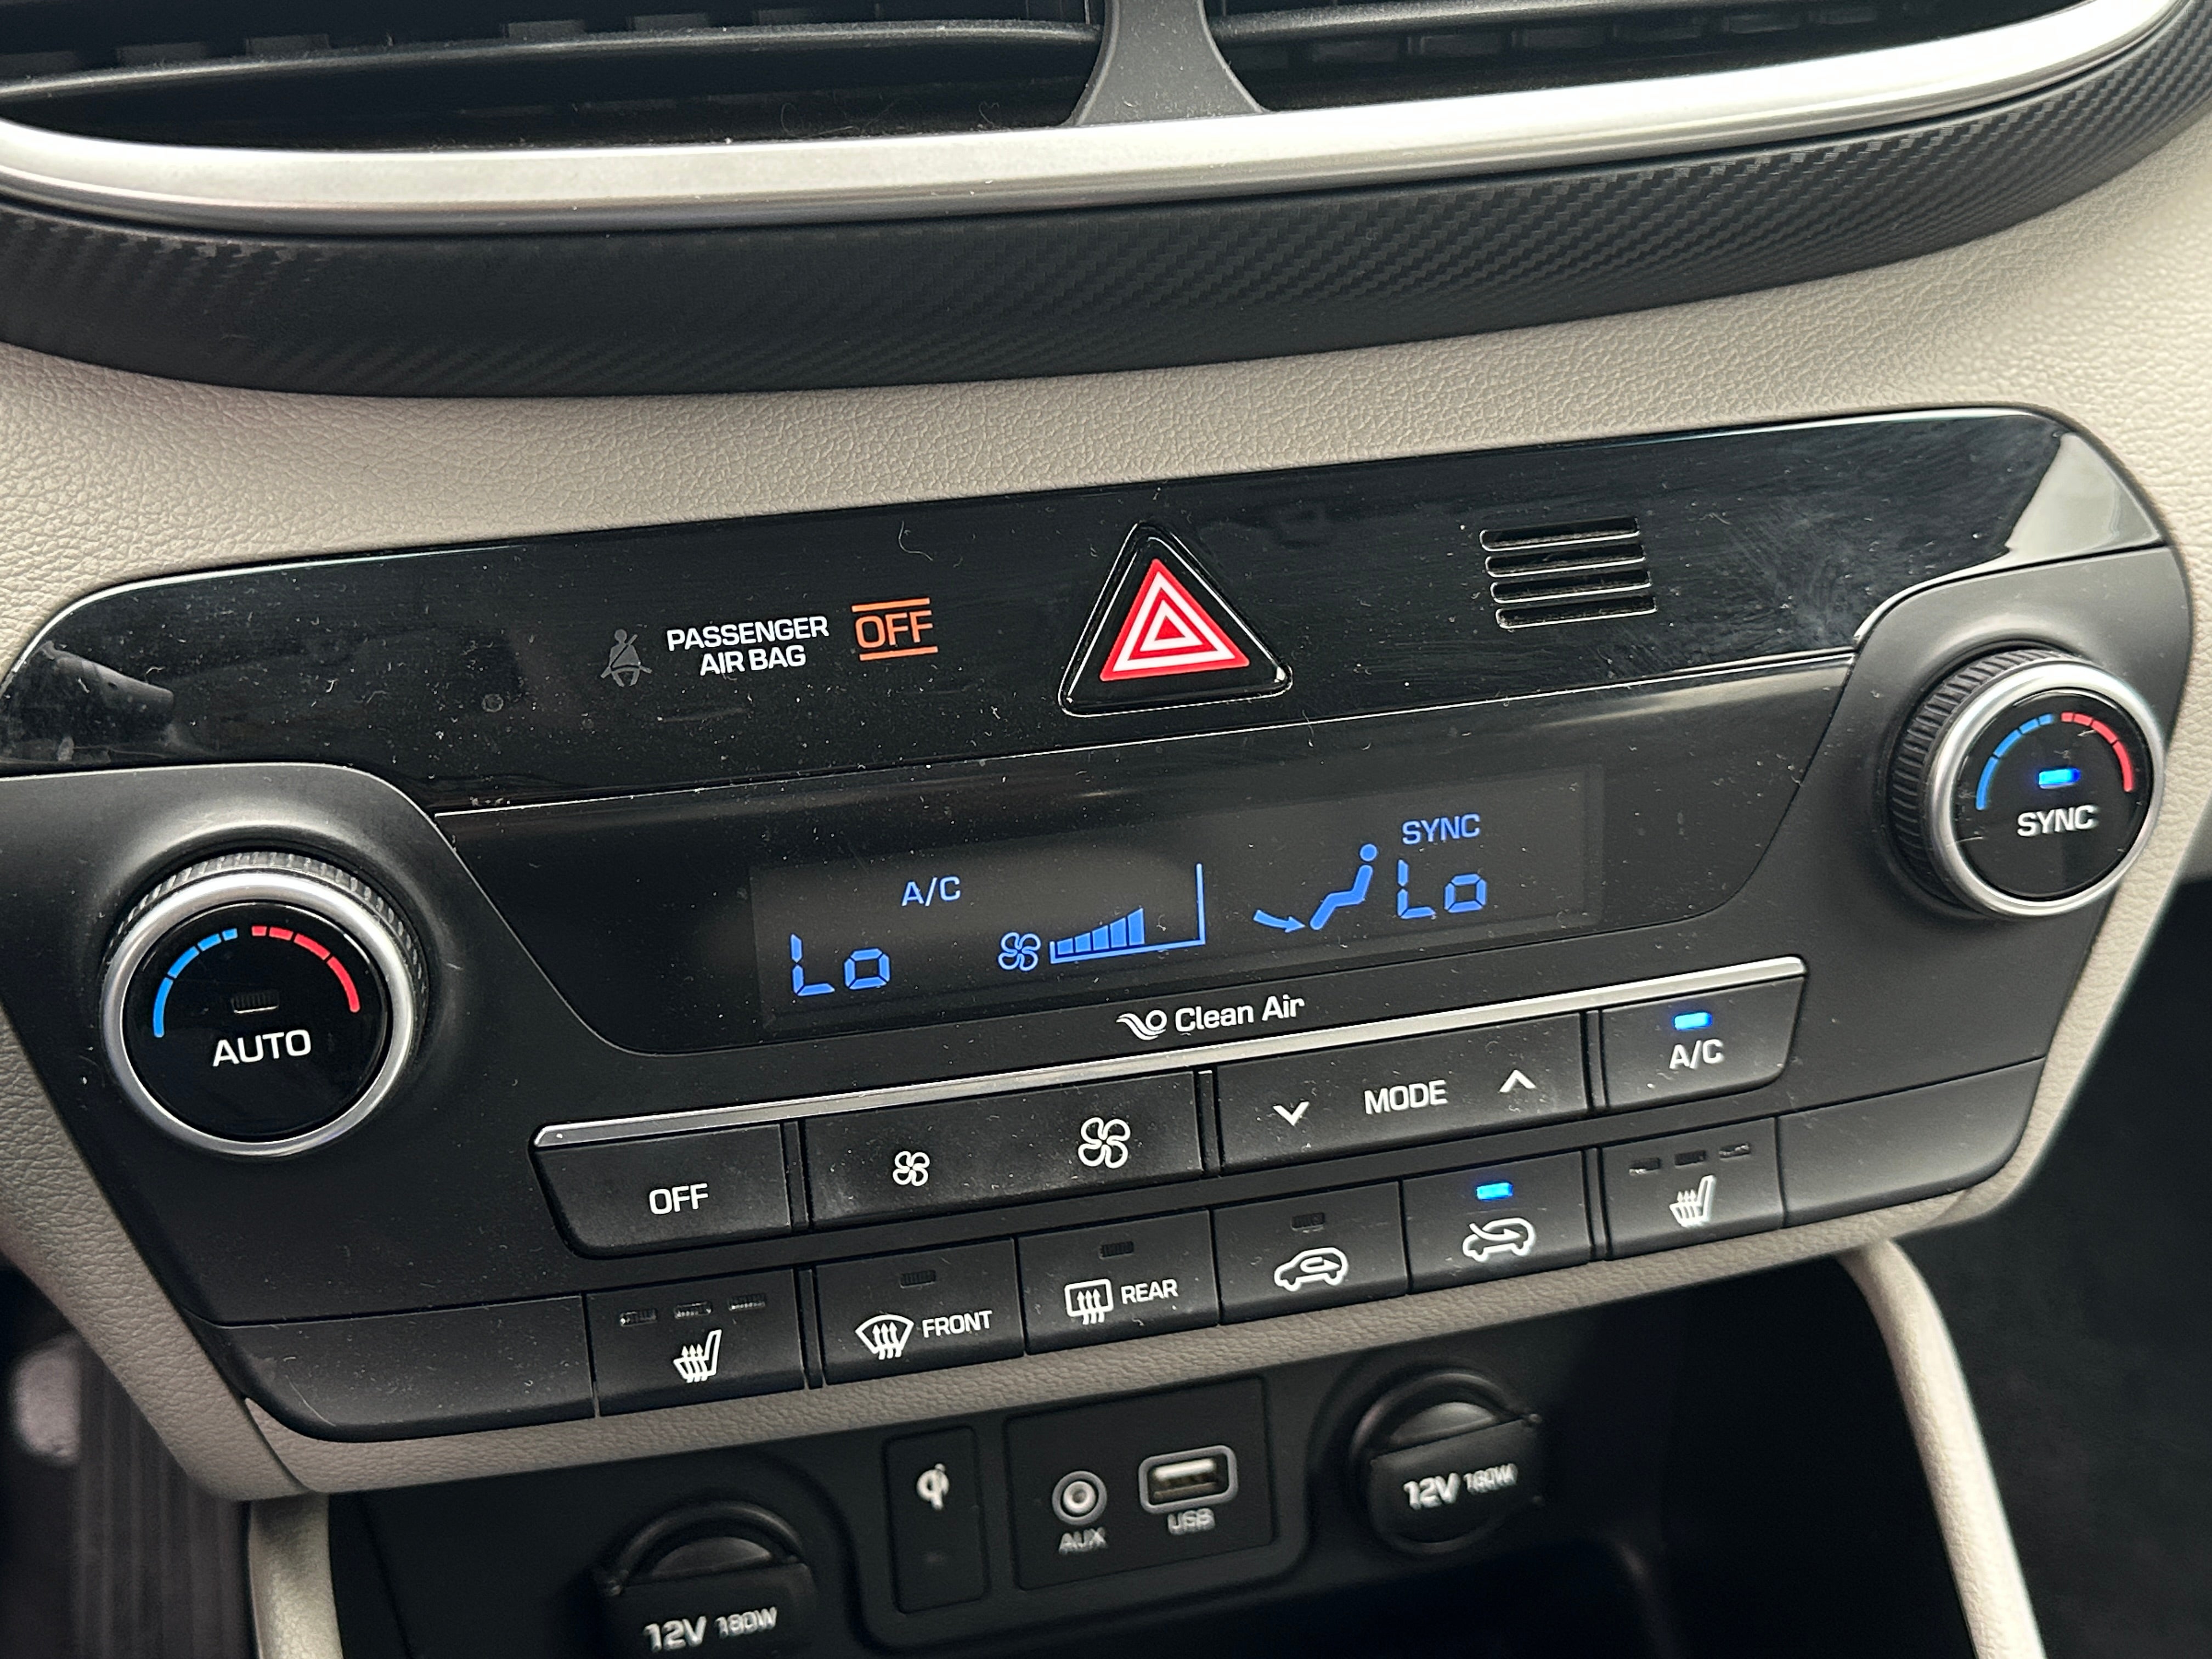 PASSENGER
AIR BAG
OFF
SYNC
A/C
SYNC
Lo
Lo
AUTO
Clean Air
A/C
MODE
OFF
REAR
FRONT
AUX
USB
12V 180W
12V 180W